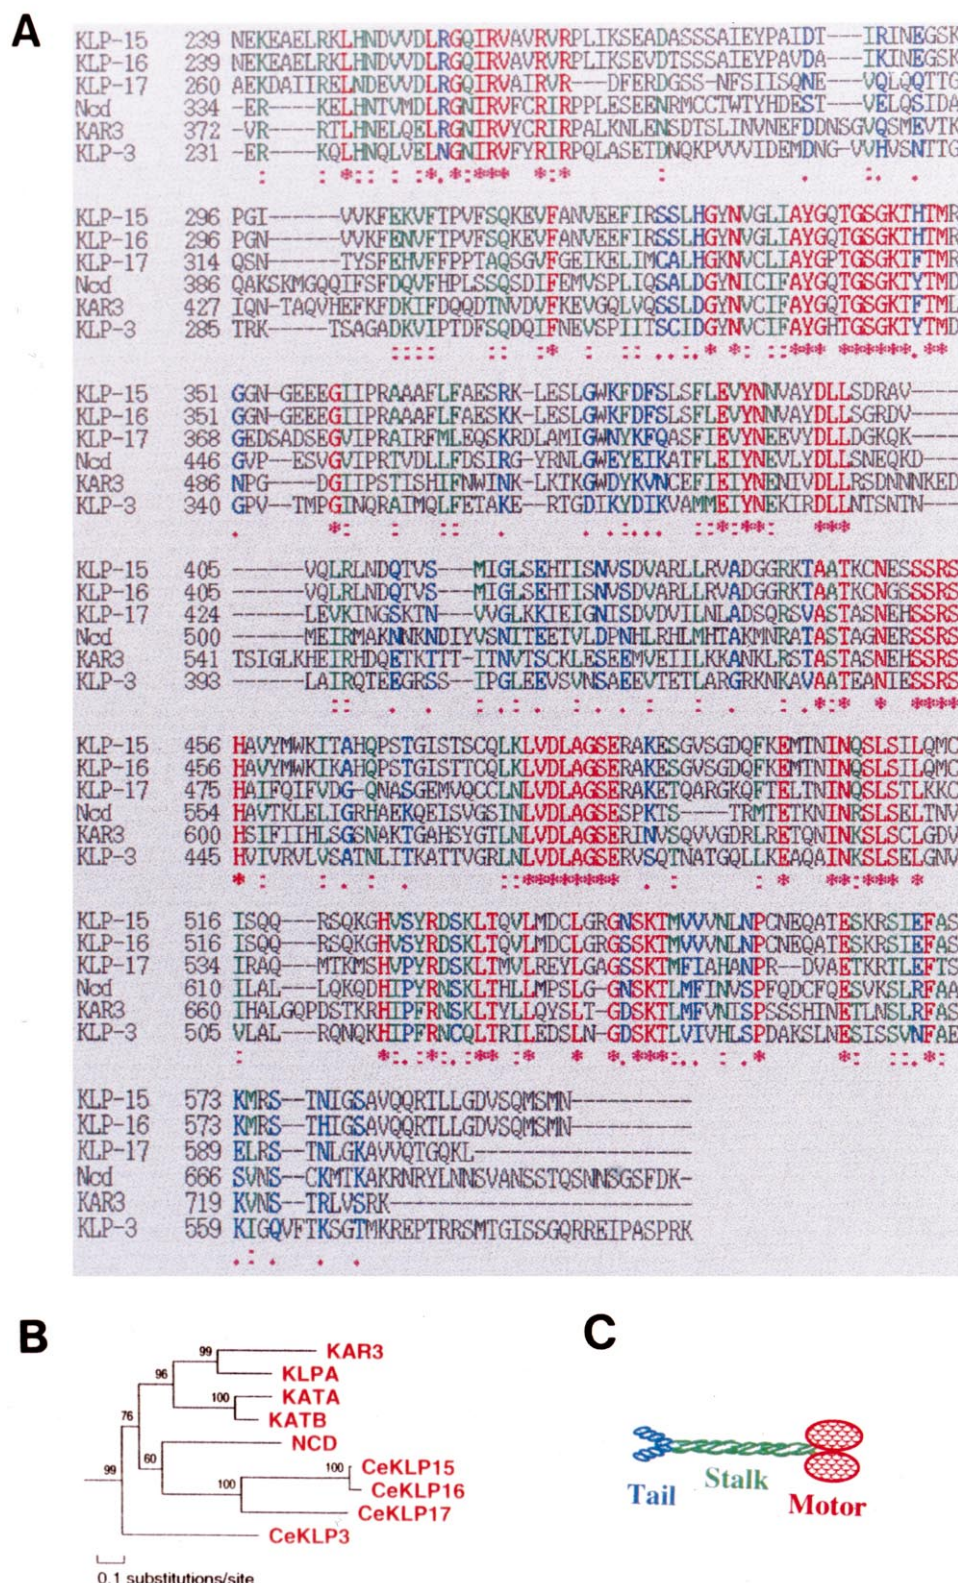 A
KLP-15 239 NEKEAELRKLHNDVVDLRGQIRVAVRVRPLIKSEADASSSAIEYPAIDT---IRINEGSK
KLP-16 239 NEKEAELRKLHNDVVDLRGQIRVAVRVRPLIKSEVDTSSSAIEYPAVDA---IKINEGSK
KLP-17 260 AEKDAIIRELNDEVVDLRGNIRVAIRVR---DFERDGSS-NFSIISQNE---VQLQQTTG
Ncd 334 -ER----KELHNTVMDLRGNIRVFCRIRPPLESEENRMCCTWTYHDEST---VELQSIDA
KAR3 372 -VR----RTLHNELQELRGNIRVYCRIRPALKNLENSDTSLINVNEFDDNSGVQSMEVTK
KLP-3 231 -ER----KQLHNQLVELNGNIRVFYRIRPQLASETDNQKPVVVIDEMDNG-VVHVSNTTG
KLP-15 296 PGI------VVKFEKVFTPVFSQKEVFANVEEFIRSSLHGYNVGLIAYGQTGSGKTHTMR
KLP-16 296 PGN------VVKFENVFTPVFSQKEVFANVEEFIRSSLHGYNVGLIAYGQTGSGKTHTMR
KLP-17 314 QSN------TYSFEHVFFPPTAQSGVFGEIKELIMCALHGKNVCLIAYGPTGSGKTFTMR
Ncd 386 QAKSKMGQQIFSFDQVFHPLSSQSDIFEMVSPLIQSALDGYNICIFAYGQTGSGKTYTMD
KAR3 427 IQN-TAQVHEFKFDKIFDQQDTNVDVFKEVGQLVQSSLDGYNVCIFAYGQTGSGKTFTML
KLP-3 285 TRK-----TSAGADKVIPTDFSQDQIFNEVSPIITSCIDGYNVCIFAYGHTGSGKTYTMD
KLP-15 351 GGN-GEEEGIIPRAAAFLFAESRK-LESLGWKFDFSLSFLEVYNNVAYDLLSDRAV----
KLP-16 351 GGN-GEEEGIIPRAAAFLFAESRK-LESLGWKFDFSLSFLEVYNNVAYDLLSGRDV----
KLP-17 368 GEDSADSEGVIPRAIRFMLEQSKRDLAMIGWNYKFQASFIEVYNEEVYDLLDGKQK----
Ncd 446 GVP--ESVGVIPRTVDLLFDSIRG-YRNLGWEYEIKATFLEIYNEVLYDLLSNEQKD---
KAR3 486 NPG----DGIIPSTISHIFNWINK-LKTKGWDYKVNCEFIEIYNENIVDLLRSDNNNKED
KLP-3 340 GPV--TMPGINQRAIMQLFETAKE--RTGDIKYDIKVAMMEIYNEKIRDLLNTSNTN---
KLP-15 405 ------VQLRLNDQTVS---MIGLSEHTISNVSDVARLLRVADGGRKTAATKCNESSSRS
KLP-16 405 ------VQLRLNDQTVS---MIGLSEHTISNVSDVARLLRVADGGRKTAATKCNGSSSRS
KLP-17 424 ------LEVKINGSKTN---VVGLKKIEIGNISDVDVILNLADSQRSVASTASNEHSSRS
Ncd 500 ------MEIRMAKNNKNDIYVSNITEETVLDPNHLRHLMHTAKMNRATASTAGNERSSRS
KAR3 541 TSIGLKHEIRHDQETKTTT-ITNVTSCKLESEEMVEIILKKANKLRSTASTASNEHSSRS
KLP-3 393 ------LAIRQTEEGRSS--IPGLEEVSVNSAEEVTETLARGRKNKAVAATEANIESSRS
KLP-15 456 HAVYMWKITAHQPSTGISTSCQLKLVDLAGSERAKESGVSGDQFKEMTNINQSLSILQMC
KLP-16 456 HAVYMWKIKAHQPSTGISTTCQLKLVDLAGSERAKESGVSGDQFKEMTNINQSLSILQMC
KLP-17 475 HAIFQIFVDG-QNASGEMVQCCLNLVDLAGSERAKETQARGKQFTELTNINQSLSTLKKC
Ncd 554 HAVTKLELIGRHAEKQEISVGSINLVDLAGSESPKTS----TRMTETKNINRSLSELTNV
KAR3 600 HSIFIIHLSGSNAKTGAHSYGTLNLVDLAGSERINVSQVVGDRLRETQNINKSLSCLGDV
KLP-3 445 HVIVRVLVSATNLITKATTVGRLNLVDLAGSERVSQTNATGQLLKEAQAINKSLSELGNV
KLP-15 516 ISQQ---RSQKGHVSYRDSKLTQVLMDCLGRGNSKTMVVVNLNPCNEQATESKRSIEFAS
KLP-16 516 ISQQ---RSQKGHVSYRDSKLTQVLMDCLGRGNSKTMVVVNLNPCNEQATESKRSIEFAS
KLP-17 534 IRAQ---MTKMSHVPYRDSKLTMVLREYLGAGSSKTMFIAHANPR--DVAETKRTLEFTS
Ncd 610 ILAL---LQKQDHIPYRNSKLTHLLMPSLG-GNSKTLMFINVSPFQDCFQESVKSLRFAA
KAR3 660 IHALGQPDSTKRHIPFRNSKLTYLLQYSLT-GDSKTLMFVNISPSSSHINETLNSLRFAS
KLP-3 505 VLAL---RQNQKHIPFRNCQLTRILEDSLN-GDSKTLVIVHLSPDAKSLNESISSVNFAE
KLP-15 573 KMRS--TNIGSAVQQRTLLGDVSQMSMN----------
KLP-16 573 KMRS--THIGSAVQQRTLLGDVSQMSMN----------
KLP-17 589 ELRS--TNLGKAVVQTGQKL------------------
Ncd 666 SVNS--CKMTKAKRNRYLNNSVANSSTQSNNSGSFDK-
KAR3 719 KVNS--TRLVSRK-------------------------
KLP-3 559 KIGQVFTKSGTMKREPTRRSMTGISSGQRREIPASPRK
B
99 KAR3
96 KLPA
100 KATA
76 KATB
60 NCD
99 100 CeKLP15
100 CeKLP16
CeKLP17
CeKLP3
0.1 substitutions/site
C
Tail Stalk Motor